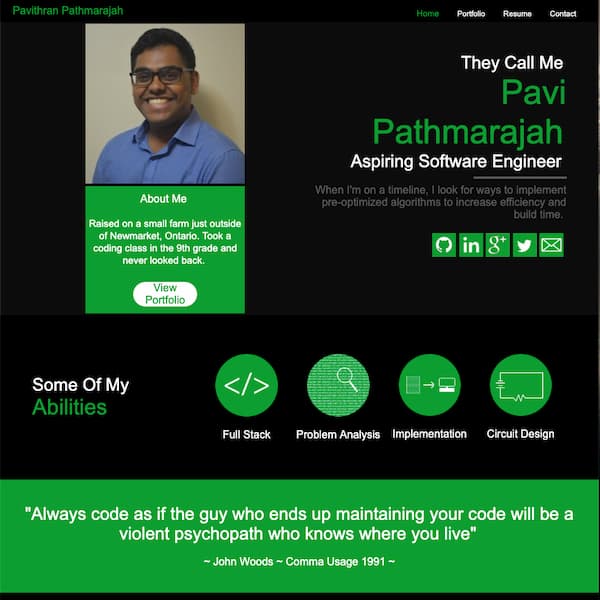 Pavithran Pathmarajah
Home Portfolio Resume Contact
They Call Me
Pavi
Pathmarajah
Aspiring Software Engineer
When I'm on a timeline, I look for ways to implement
pre-optimized algorithms to increase efficiency and
build time.
About Me
Raised on a small farm just outside
of Newmarket, Ontario. Took a
coding class in the 9th grade and
never looked back.
View
Portfolio
Some Of My
Abilities
Full Stack
Problem Analysis
Implementation
Circuit Design
"Always code as if the guy who ends up maintaining your code will be a
violent psychopath who knows where you live"
~ John Woods ~ Comma Usage 1991 ~